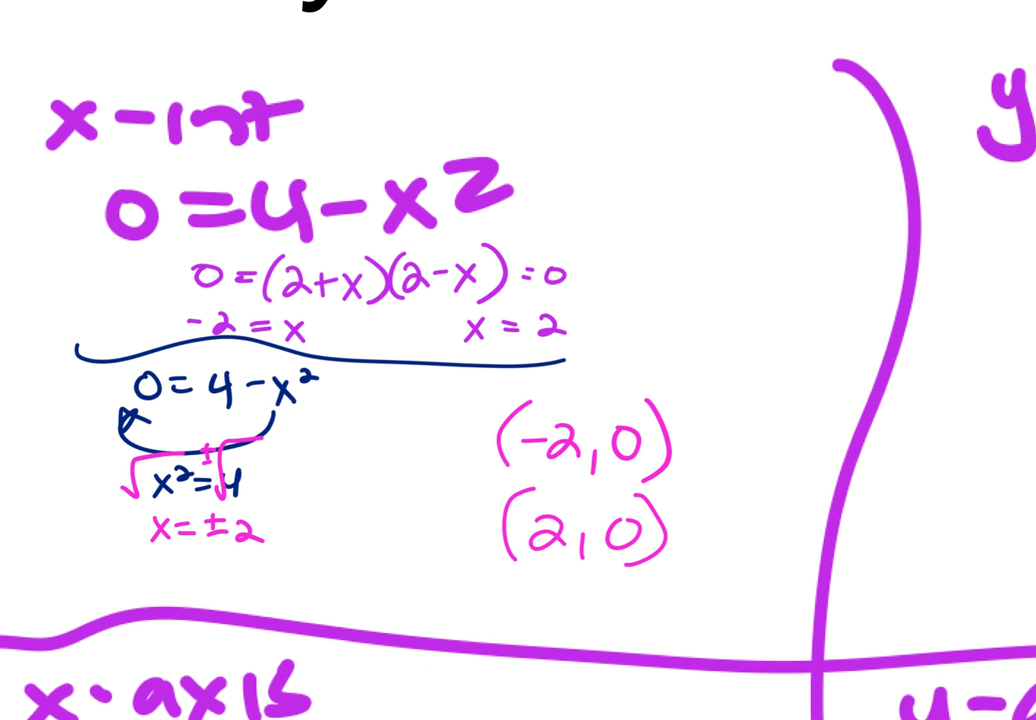 x-int
0=4-x²
0=(2+x)(2-x)=0
-2=x x=2
0=4-x²
√x²=±√4
x=±2
(-2,0)
(2,0)
y
x-axis